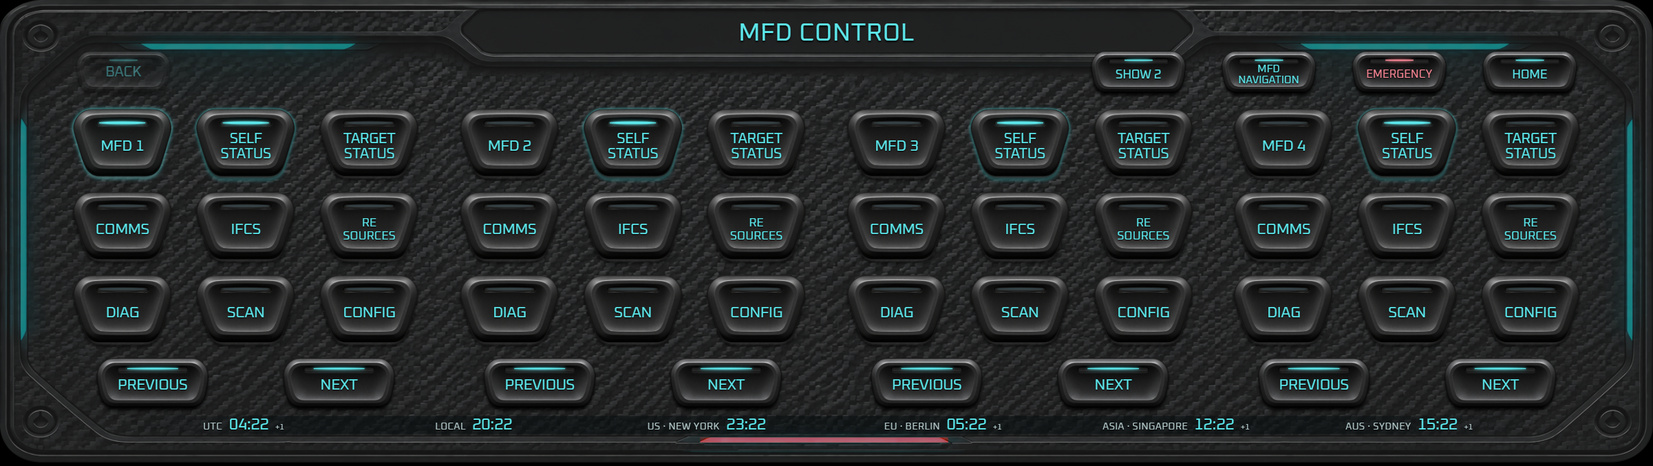 MFD CONTROL
BACK
SHOW 2
MFD
NAVIGATION
EMERGENCY
HOME
MFD 1
SELF
STATUS
TARGET
STATUS
MFD 2
SELF
STATUS
TARGET
STATUS
MFD 3
SELF
STATUS
TARGET
STATUS
MFD 4
SELF
STATUS
TARGET
STATUS
COMMS
IFCS
RE
SOURCES
COMMS
IFCS
RE
SOURCES
COMMS
IFCS
RE
SOURCES
COMMS
IFCS
RE
SOURCES
DIAG
SCAN
CONFIG
DIAG
SCAN
CONFIG
DIAG
SCAN
CONFIG
DIAG
SCAN
CONFIG
PREVIOUS
NEXT
PREVIOUS
NEXT
PREVIOUS
NEXT
PREVIOUS
NEXT
UTC 04:22 +1
LOCAL 20:22
US · NEW YORK 23:22
EU · BERLIN 05:22 +1
ASIA · SINGAPORE 12:22 +1
AUS · SYDNEY 15:22 +1